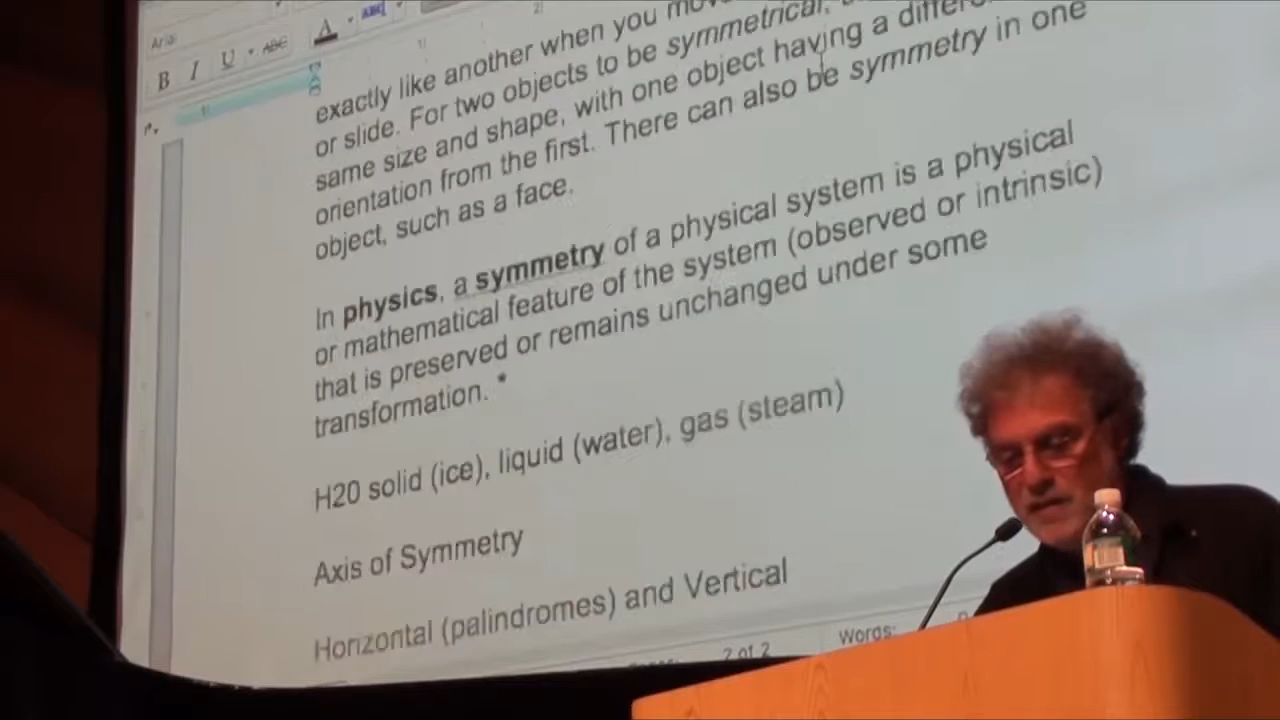 B I U ABC A ABC
exactly like another when you
or slide. For two objects to be symmetrical,
same size and shape, with one object having a
orientation from the first. There can also be symmetry in one
object, such as a face.
In physics, a symmetry of a physical system is a physical
or mathematical feature of the system (observed or intrinsic)
that is preserved or remains unchanged under some
transformation. *
H20 solid (ice), liquid (water), gas (steam)
Axis of Symmetry
Horizontal (palindromes) and Vertical
2 of 2 Words: